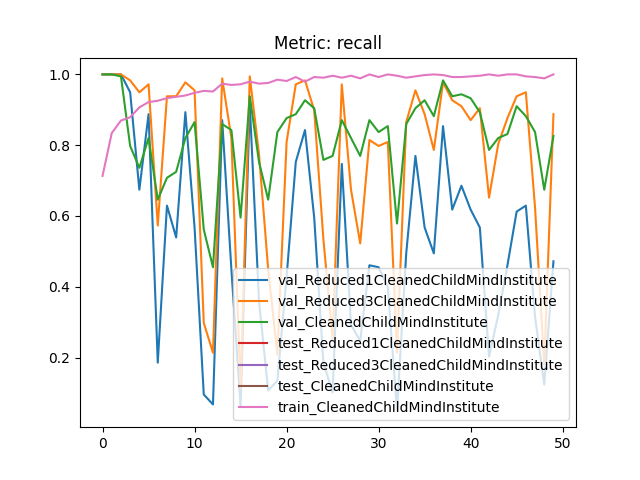 Metric: recall
1.0
0.8
0.6
0.4
0.2
val_Reduced1CleanedChildMindInstitute
val_Reduced3CleanedChildMindInstitute
val_CleanedChildMindInstitute
test_Reduced1CleanedChildMindInstitute
test_Reduced3CleanedChildMindInstitute
test_CleanedChildMindInstitute
train_CleanedChildMindInstitute
0 10 20 30 40 50